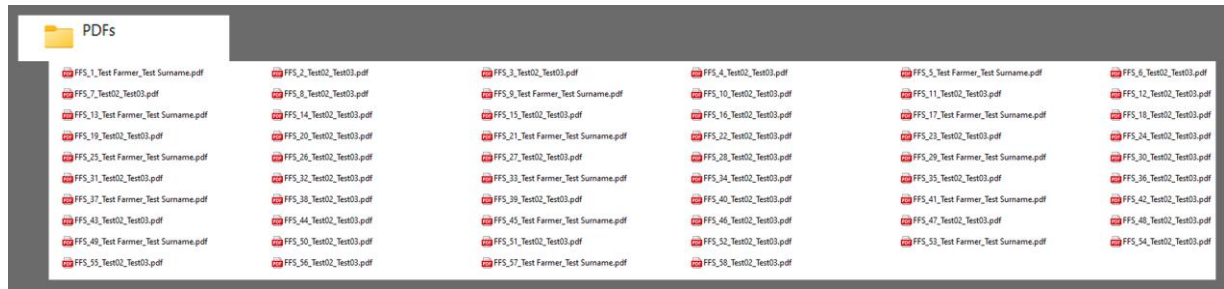 PDFs
FFS_1_Test Farmer_Test Surname.pdf FFS_2_Test02_Test03.pdf FFS_3_Test02_Test03.pdf FFS_4_Test02_Test03.pdf FFS_5_Test Farmer_Test Surname.pdf FFS_6_Test02_Test03.pdf
FFS_7_Test02_Test03.pdf FFS_8_Test02_Test03.pdf FFS_9_Test Farmer_Test Surname.pdf FFS_10_Test02_Test03.pdf FFS_11_Test02_Test03.pdf FFS_12_Test02_Test03.pdf
FFS_13_Test Farmer_Test Surname.pdf FFS_14_Test02_Test03.pdf FFS_15_Test02_Test03.pdf FFS_16_Test02_Test03.pdf FFS_17_Test Farmer_Test Surname.pdf FFS_18_Test02_Test03.pdf
FFS_19_Test02_Test03.pdf FFS_20_Test02_Test03.pdf FFS_21_Test Farmer_Test Surname.pdf FFS_22_Test02_Test03.pdf FFS_23_Test02_Test03.pdf FFS_24_Test02_Test03.pdf
FFS_25_Test Farmer_Test Surname.pdf FFS_26_Test02_Test03.pdf FFS_27_Test02_Test03.pdf FFS_28_Test02_Test03.pdf FFS_29_Test Farmer_Test Surname.pdf FFS_30_Test02_Test03.pdf
FFS_31_Test02_Test03.pdf FFS_32_Test02_Test03.pdf FFS_33_Test Farmer_Test Surname.pdf FFS_34_Test02_Test03.pdf FFS_35_Test02_Test03.pdf FFS_36_Test02_Test03.pdf
FFS_37_Test Farmer_Test Surname.pdf FFS_38_Test02_Test03.pdf FFS_39_Test02_Test03.pdf FFS_40_Test02_Test03.pdf FFS_41_Test Farmer_Test Surname.pdf FFS_42_Test02_Test03.pdf
FFS_43_Test02_Test03.pdf FFS_44_Test02_Test03.pdf FFS_45_Test Farmer_Test Surname.pdf FFS_46_Test02_Test03.pdf FFS_47_Test02_Test03.pdf FFS_48_Test02_Test03.pdf
FFS_49_Test Farmer_Test Surname.pdf FFS_50_Test02_Test03.pdf FFS_51_Test02_Test03.pdf FFS_52_Test02_Test03.pdf FFS_53_Test Farmer_Test Surname.pdf FFS_54_Test02_Test03.pdf
FFS_55_Test02_Test03.pdf FFS_56_Test02_Test03.pdf FFS_57_Test Farmer_Test Surname.pdf FFS_58_Test02_Test03.pdf